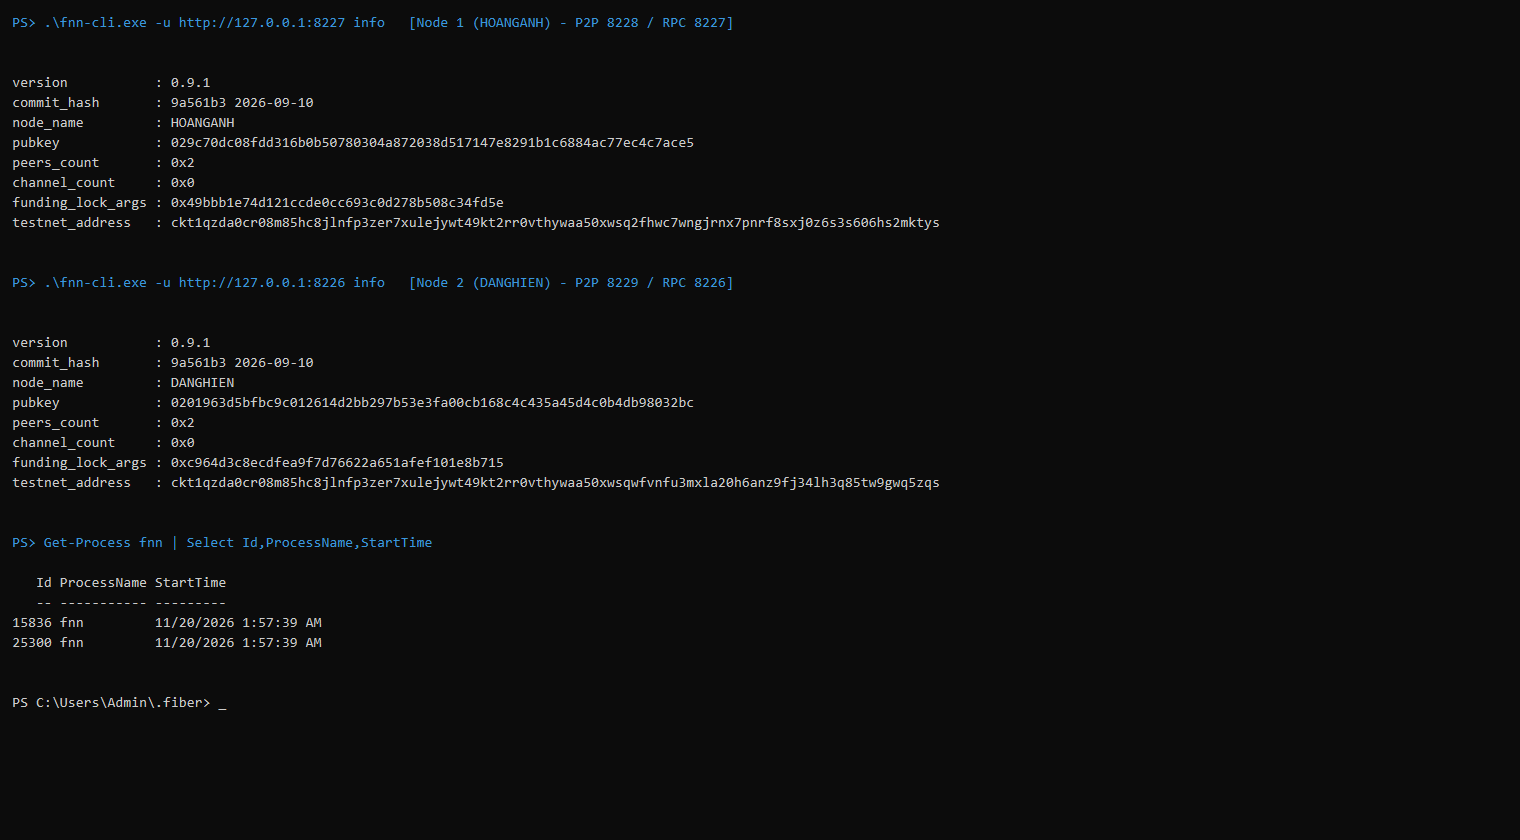 PS> .\fnn-cli.exe -u http://127.0.0.1:8227 info   [Node 1 (HOANGANH) - P2P 8228 / RPC 8227]
version           : 0.9.1
commit_hash       : 9a561b3 2026-09-10
node_name         : HOANGANH
pubkey            : 029c70dc08fdd316b0b50780304a872038d517147e8291b1c6884ac77ec4c7ace5
peers_count       : 0x2
channel_count     : 0x0
funding_lock_args : 0x49bbb1e74d121ccde0cc693c0d278b508c34fd5e
testnet_address   : ckt1qzda0cr08m85hc8jlnfp3zer7xulejywt49kt2rr0vthywaa50xwsq2fhwc7wngjrnx7pnrf8sxj0z6s3s606hs2mktys
PS> .\fnn-cli.exe -u http://127.0.0.1:8226 info   [Node 2 (DANGHIEN) - P2P 8229 / RPC 8226]
version           : 0.9.1
commit_hash       : 9a561b3 2026-09-10
node_name         : DANGHIEN
pubkey            : 0201963d5bfbc9c012614d2bb297b53e3fa00cb168c4c435a45d4c0b4db98032bc
peers_count       : 0x2
channel_count     : 0x0
funding_lock_args : 0xc964d3c8ecdfea9f7d76622a651afef101e8b715
testnet_address   : ckt1qzda0cr08m85hc8jlnfp3zer7xulejywt49kt2rr0vthywaa50xwsqwfvnfu3mxla20h6anz9fj34lh3q85tw9gwq5zqs
PS> Get-Process fnn | Select Id,ProcessName,StartTime
   Id ProcessName StartTime
   -- ----------- ---------
15836 fnn         11/20/2026 1:57:39 AM
25300 fnn         11/20/2026 1:57:39 AM
PS C:\Users\Admin\.fiber> _